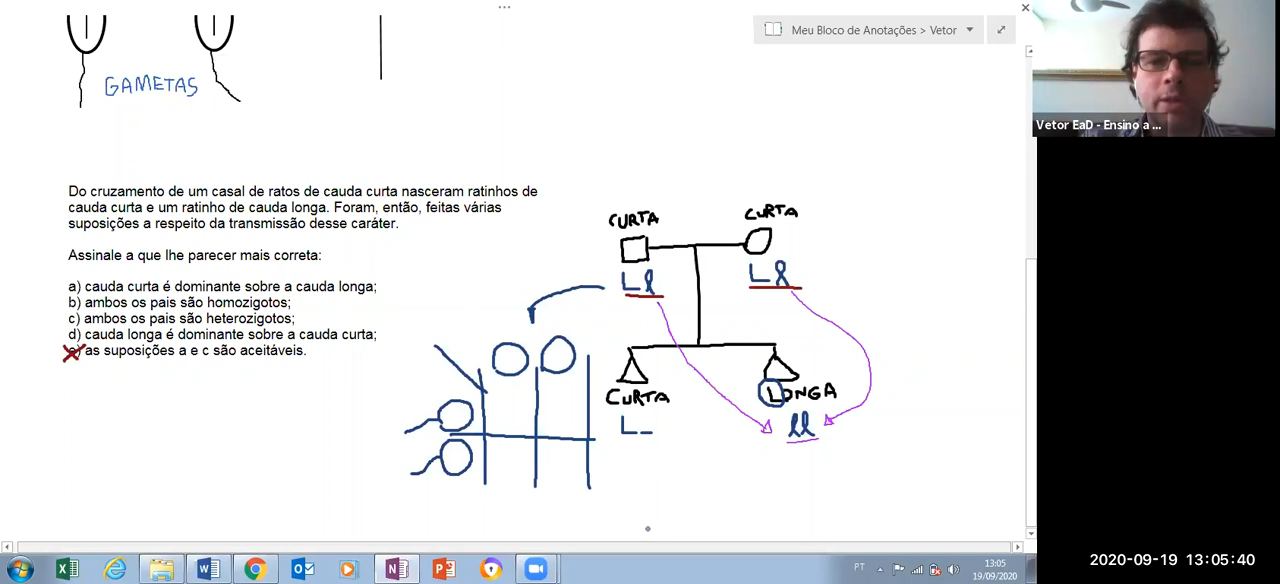 Meu Bloco de Anotações > Vetor
GAMETAS
Vetor EaD - Ensino a ...
Do cruzamento de um casal de ratos de cauda curta nasceram ratinhos de
cauda curta e um ratinho de cauda longa. Foram, então, feitas várias
suposições a respeito da transmissão desse caráter.
Assinale a que lhe parecer mais correta:
a) cauda curta é dominante sobre a cauda longa;
b) ambos os pais são homozigotos;
c) ambos os pais são heterozigotos;
d) cauda longa é dominante sobre a cauda curta;
e) as suposições a e c são aceitáveis.
CURTA CURTA
Ll Ll
CURTA LONGA
L_ ll
PT 13:05
19/09/2020
2020-09-19 13:05:40